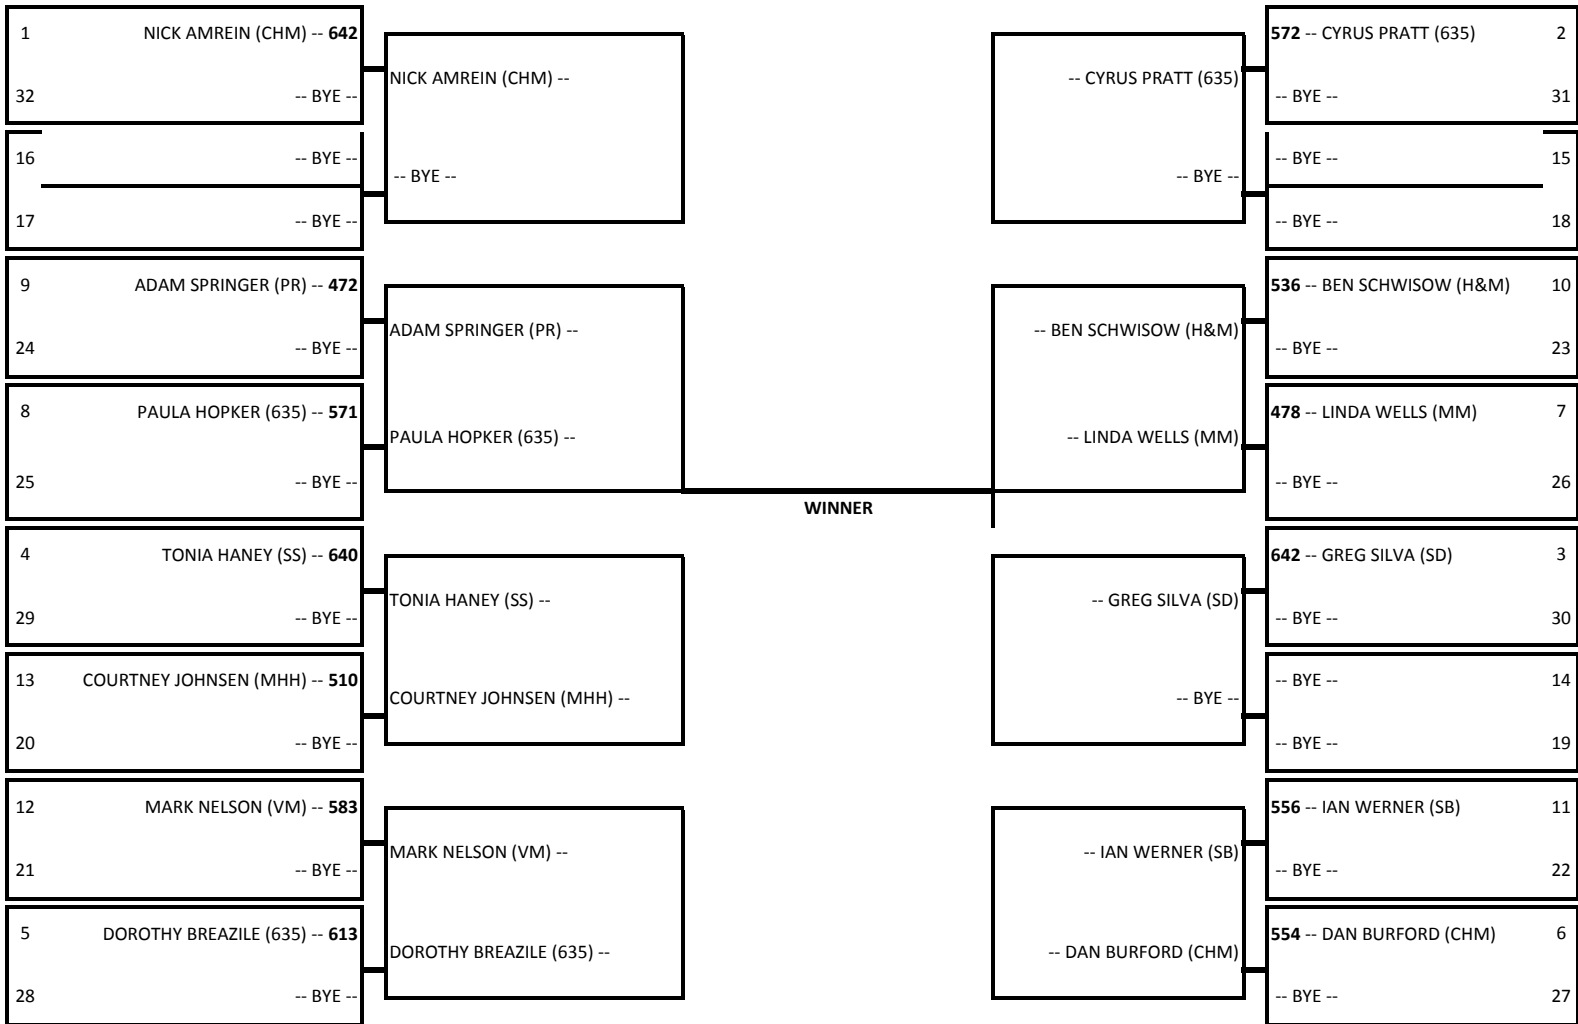 1 NICK AMREIN (CHM) -- 642
572 -- CYRUS PRATT (635) 2
NICK AMREIN (CHM) --
-- CYRUS PRATT (635)
32 -- BYE --
-- BYE -- 31
16 -- BYE --
-- BYE -- 15
-- BYE --
-- BYE --
17 -- BYE --
-- BYE -- 18
9 ADAM SPRINGER (PR) -- 472
536 -- BEN SCHWISOW (H&M) 10
ADAM SPRINGER (PR) --
-- BEN SCHWISOW (H&M)
24 -- BYE --
-- BYE -- 23
8 PAULA HOPKER (635) -- 571
478 -- LINDA WELLS (MM) 7
PAULA HOPKER (635) --
-- LINDA WELLS (MM)
25 -- BYE --
-- BYE -- 26
WINNER
4 TONIA HANEY (SS) -- 640
642 -- GREG SILVA (SD) 3
TONIA HANEY (SS) --
-- GREG SILVA (SD)
29 -- BYE --
-- BYE -- 30
13 COURTNEY JOHNSEN (MHH) -- 510
-- BYE -- 14
COURTNEY JOHNSEN (MHH) --
-- BYE --
20 -- BYE --
-- BYE -- 19
12 MARK NELSON (VM) -- 583
556 -- IAN WERNER (SB) 11
MARK NELSON (VM) --
-- IAN WERNER (SB)
21 -- BYE --
-- BYE -- 22
5 DOROTHY BREAZILE (635) -- 613
554 -- DAN BURFORD (CHM) 6
DOROTHY BREAZILE (635) --
-- DAN BURFORD (CHM)
28 -- BYE --
-- BYE -- 27